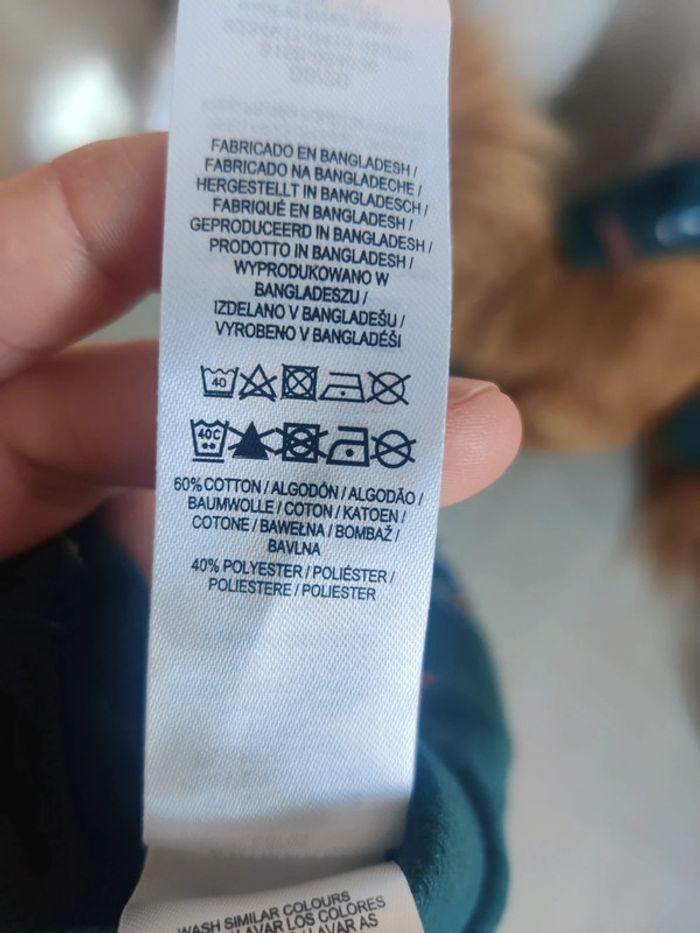 FABRICADO EN BANGLADESH /
FABRICADO NA BANGLADECHE /
HERGESTELLT IN BANGLADESCH /
FABRIQUÉ EN BANGLADESH /
GEPRODUCEERD IN BANGLADESH /
PRODOTTO IN BANGLADESH /
WYPRODUKOWANO W
BANGLADESZU /
IZDELANO V BANGLADEŠU /
VYROBENO V BANGLADÉŠI
40
40C
60% COTTON / ALGODÓN / ALGODÃO /
BAUMWOLLE / COTON / KATOEN /
COTONE / BAWEŁNA / BOMBAŽ /
BAVLNA
40% POLYESTER / POLIÉSTER /
POLIESTERE / POLIESTER
WASH SIMILAR COLOURS
LAVAR LOS COLORES
LAVAR AS